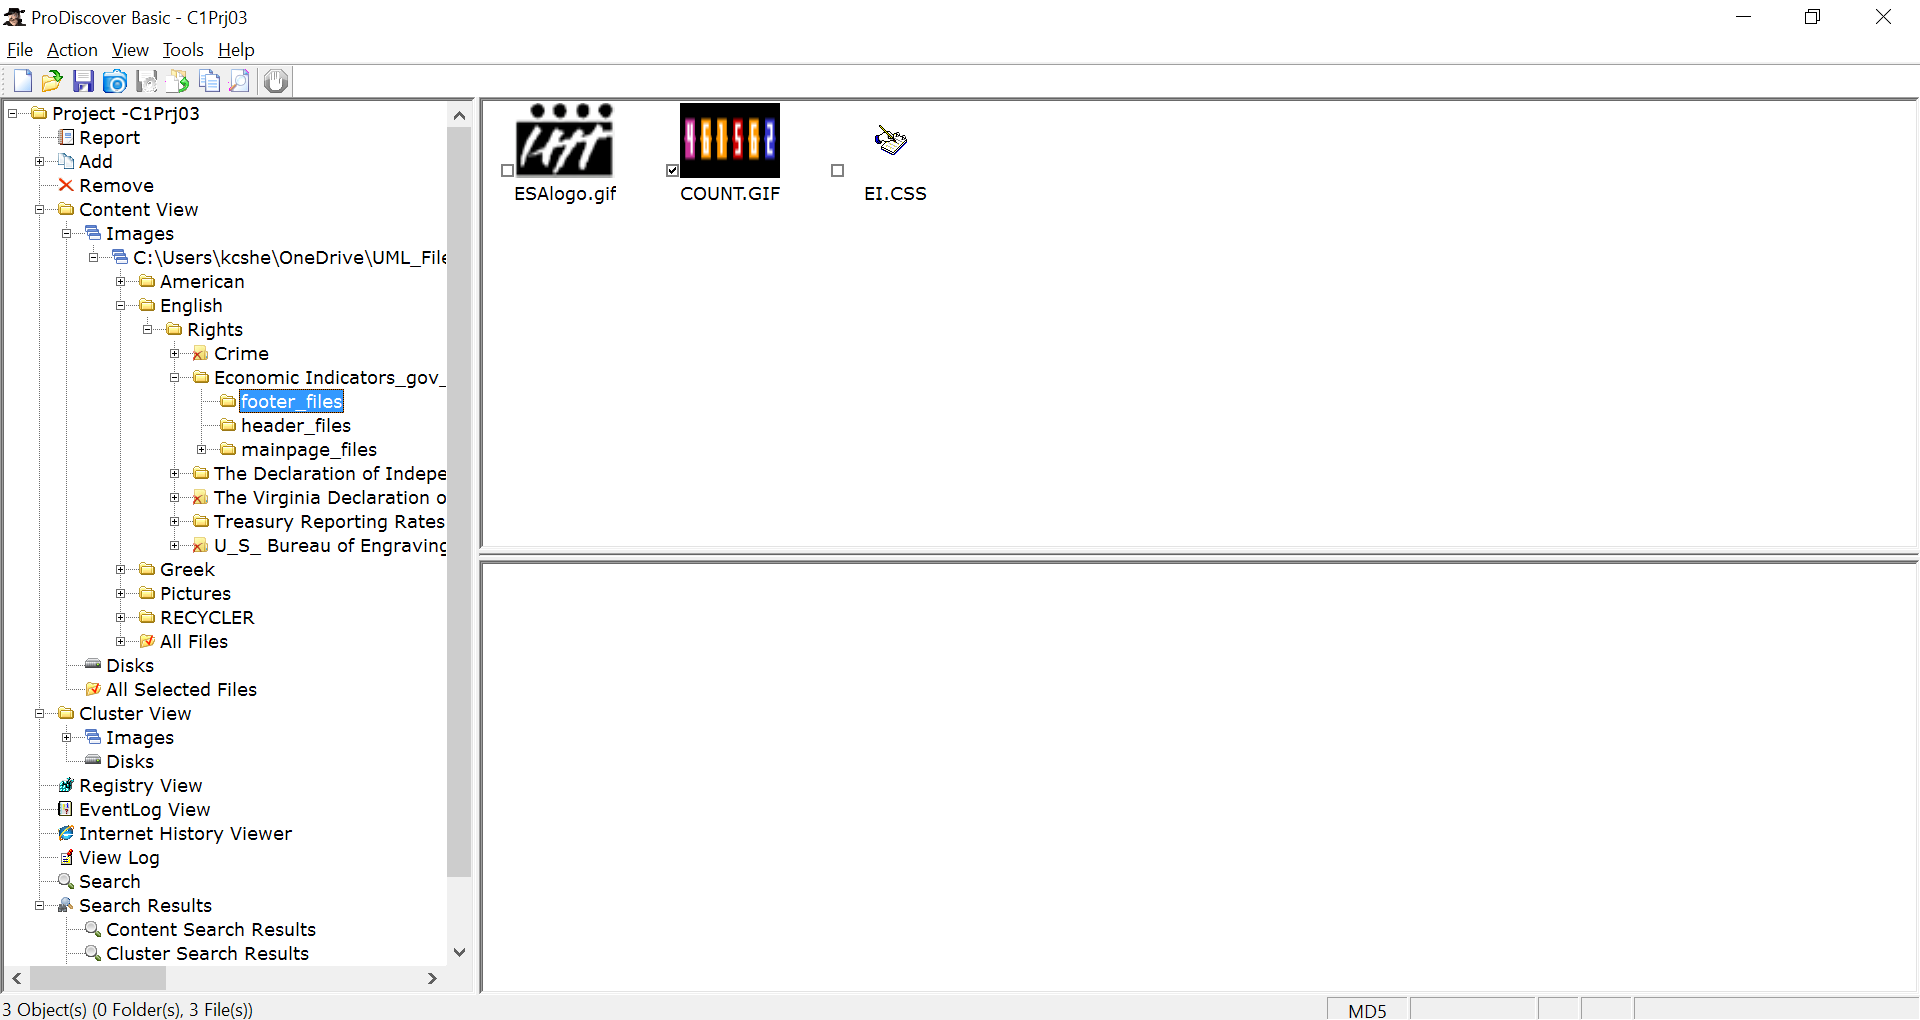 ProDiscover Basic - C1Prj03
File Action View Tools Help
Project -C1Prj03
Report
Add
Remove
Content View
Images
C:\Users\kcshe\OneDrive\UML_File
American
English
Rights
Crime
Economic Indicators_gov_
footer_files
header_files
mainpage_files
The Declaration of Indepe
The Virginia Declaration o
Treasury Reporting Rates
U_S_ Bureau of Engraving
Greek
Pictures
RECYCLER
All Files
Disks
All Selected Files
Cluster View
Images
Disks
Registry View
EventLog View
Internet History Viewer
View Log
Search
Search Results
Content Search Results
Cluster Search Results
461562
ESAlogo.gif COUNT.GIF EI.CSS
3 Object(s) (0 Folder(s), 3 File(s)) MD5